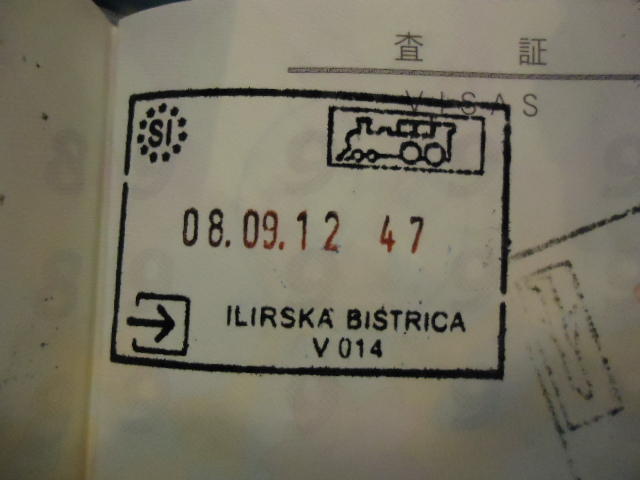 査 証
VISAS
SI
08.09.12 47
ILIRSKA BISTRICA
V 014